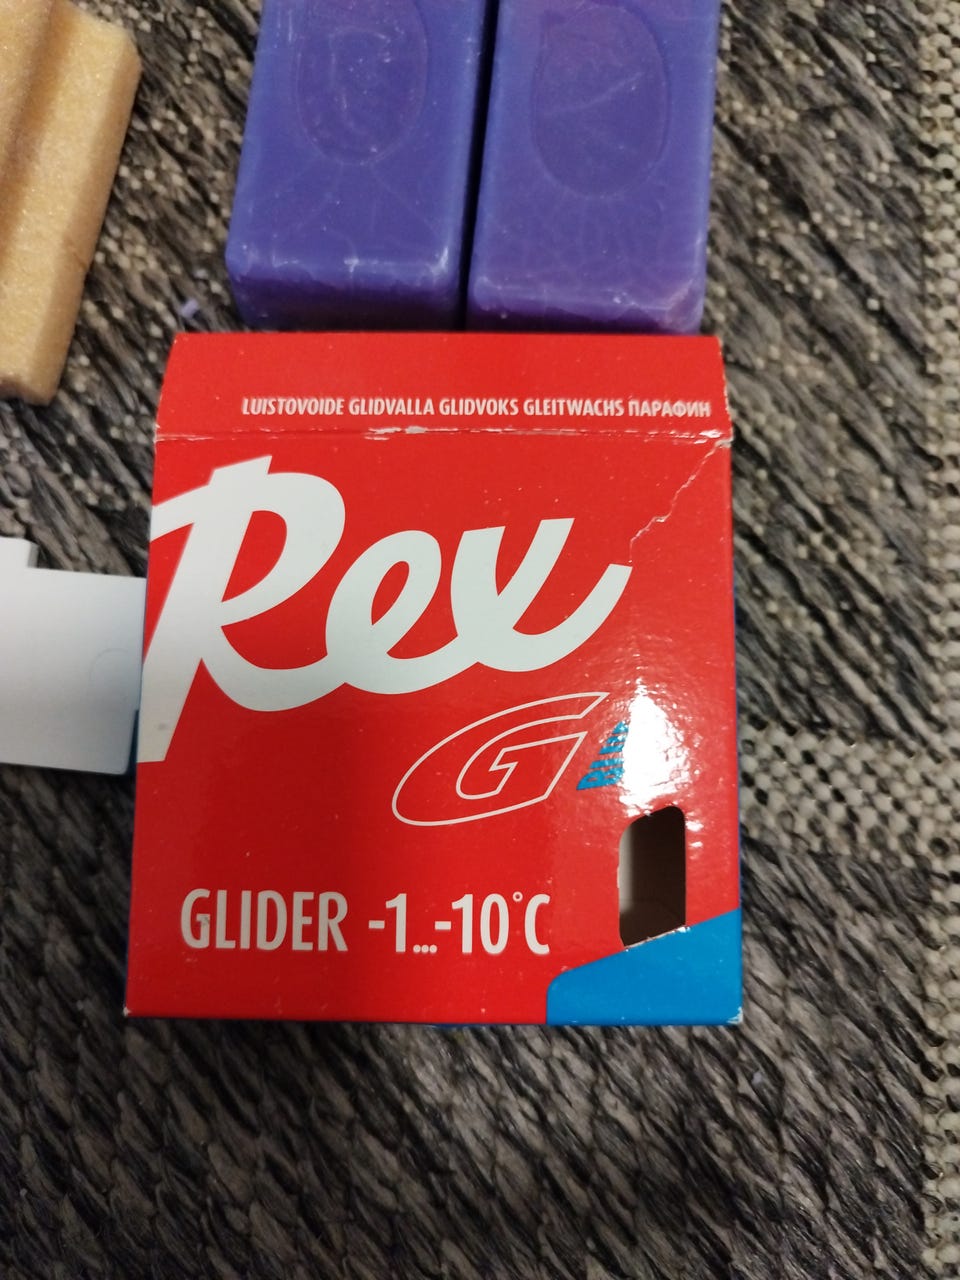 LUISTOVOIDE GLIDVALLA GLIDVOKS GLEITWACHS ПАРАФИН
Rex
G
GLIDER -1...-10°C